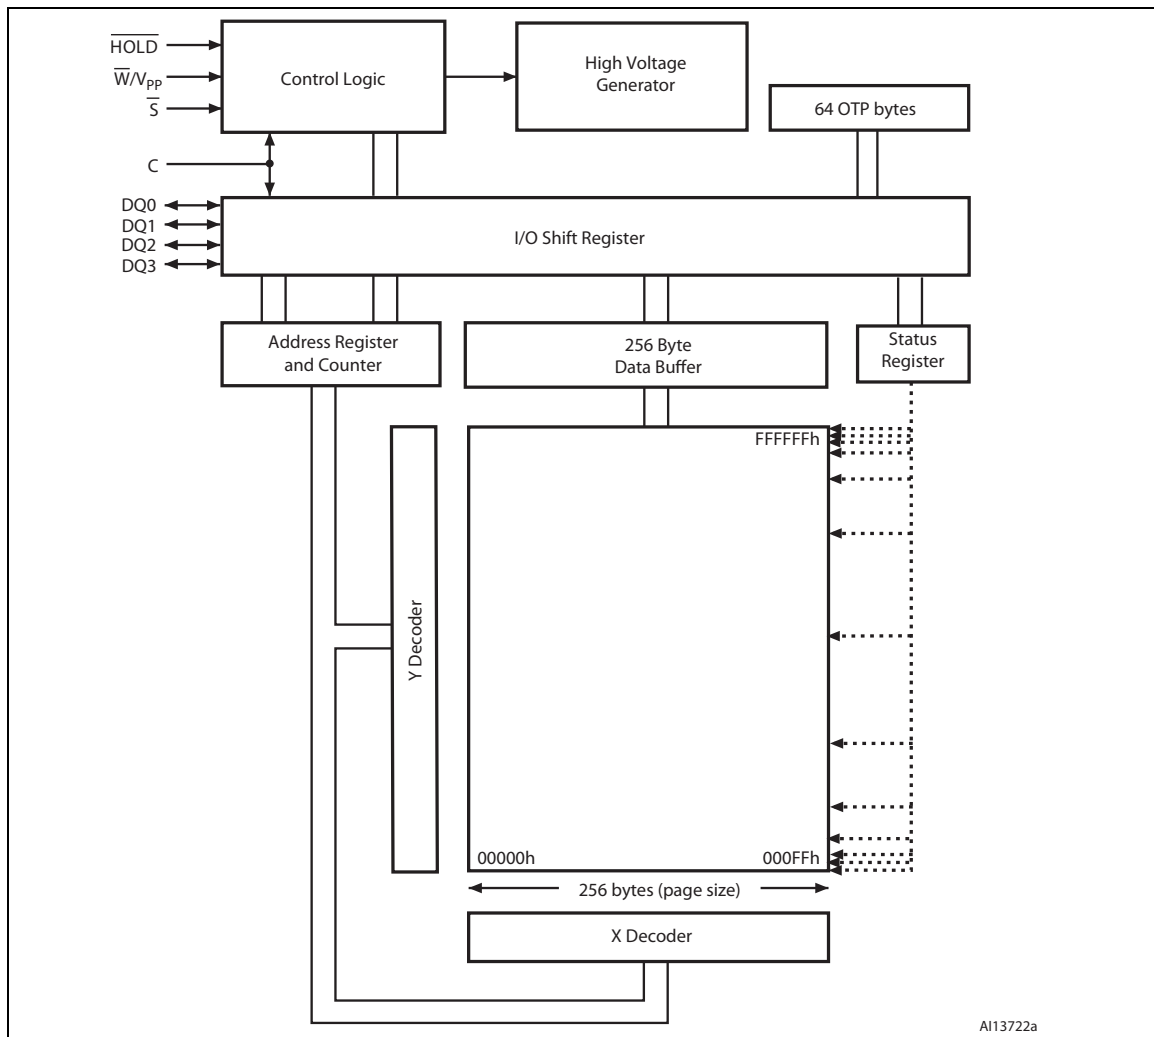 HOLD
W/VPP
S
C
Control Logic
High Voltage
Generator
64 OTP bytes
DQ0
DQ1
DQ2
DQ3
I/O Shift Register
Address Register
and Counter
256 Byte
Data Buffer
Status
Register
FFFFFFh
Y Decoder
00000h
000FFh
256 bytes (page size)
X Decoder
AI13722a